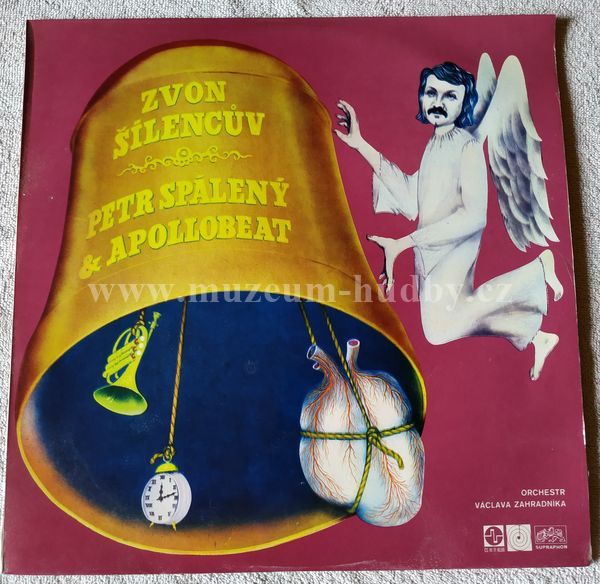 ZVON
ŠÍLENCŮV
PETR SPÁLENÝ
& APOLLOBEAT
www.muzeum-hudby.cz
ORCHESTR
VÁCLAVA ZAHRADNÍKA
SUPRAPHON